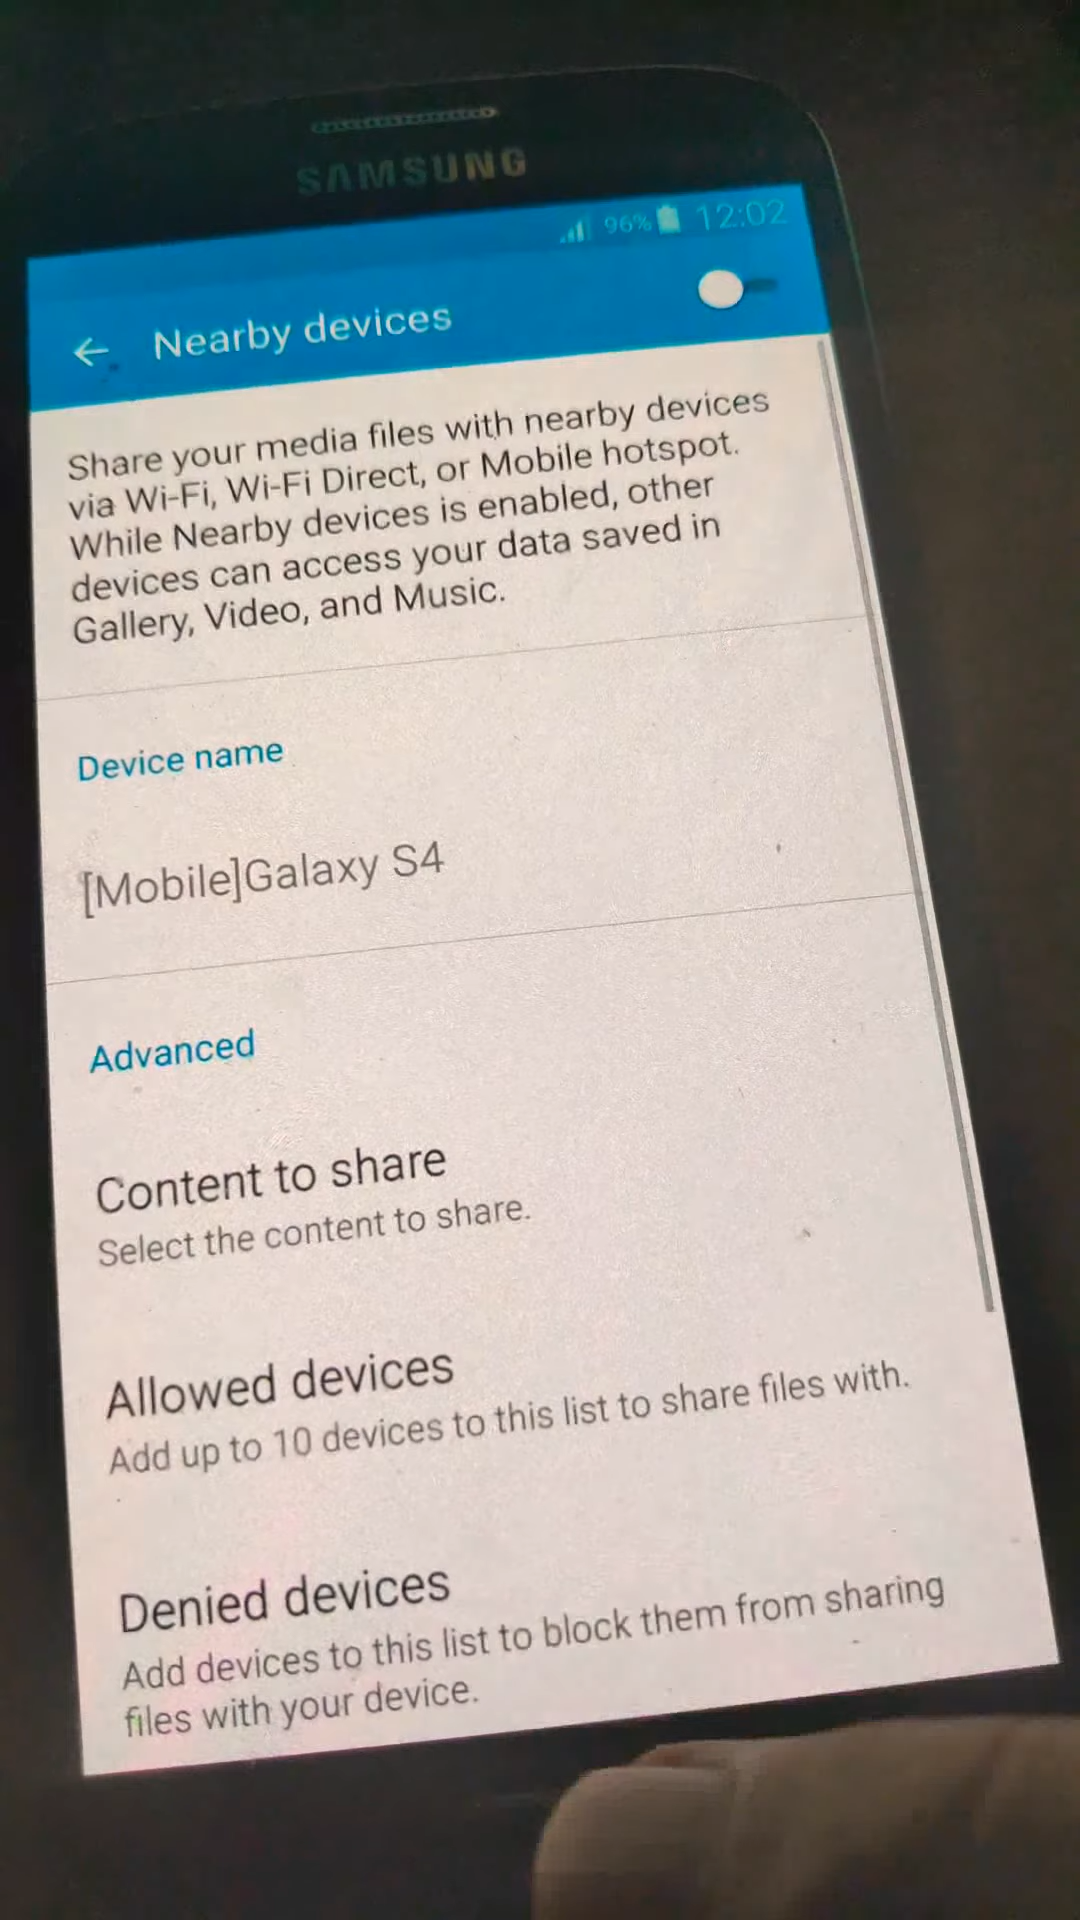 SAMSUNG
96% 12:02
Nearby devices
Share your media files with nearby devices
via Wi-Fi, Wi-Fi Direct, or Mobile hotspot.
While Nearby devices is enabled, other
devices can access your data saved in
Gallery, Video, and Music.
Device name
[Mobile]Galaxy S4
Advanced
Content to share
Select the content to share.
Allowed devices
Add up to 10 devices to this list to share files with.
Denied devices
Add devices to this list to block them from sharing
files with your device.